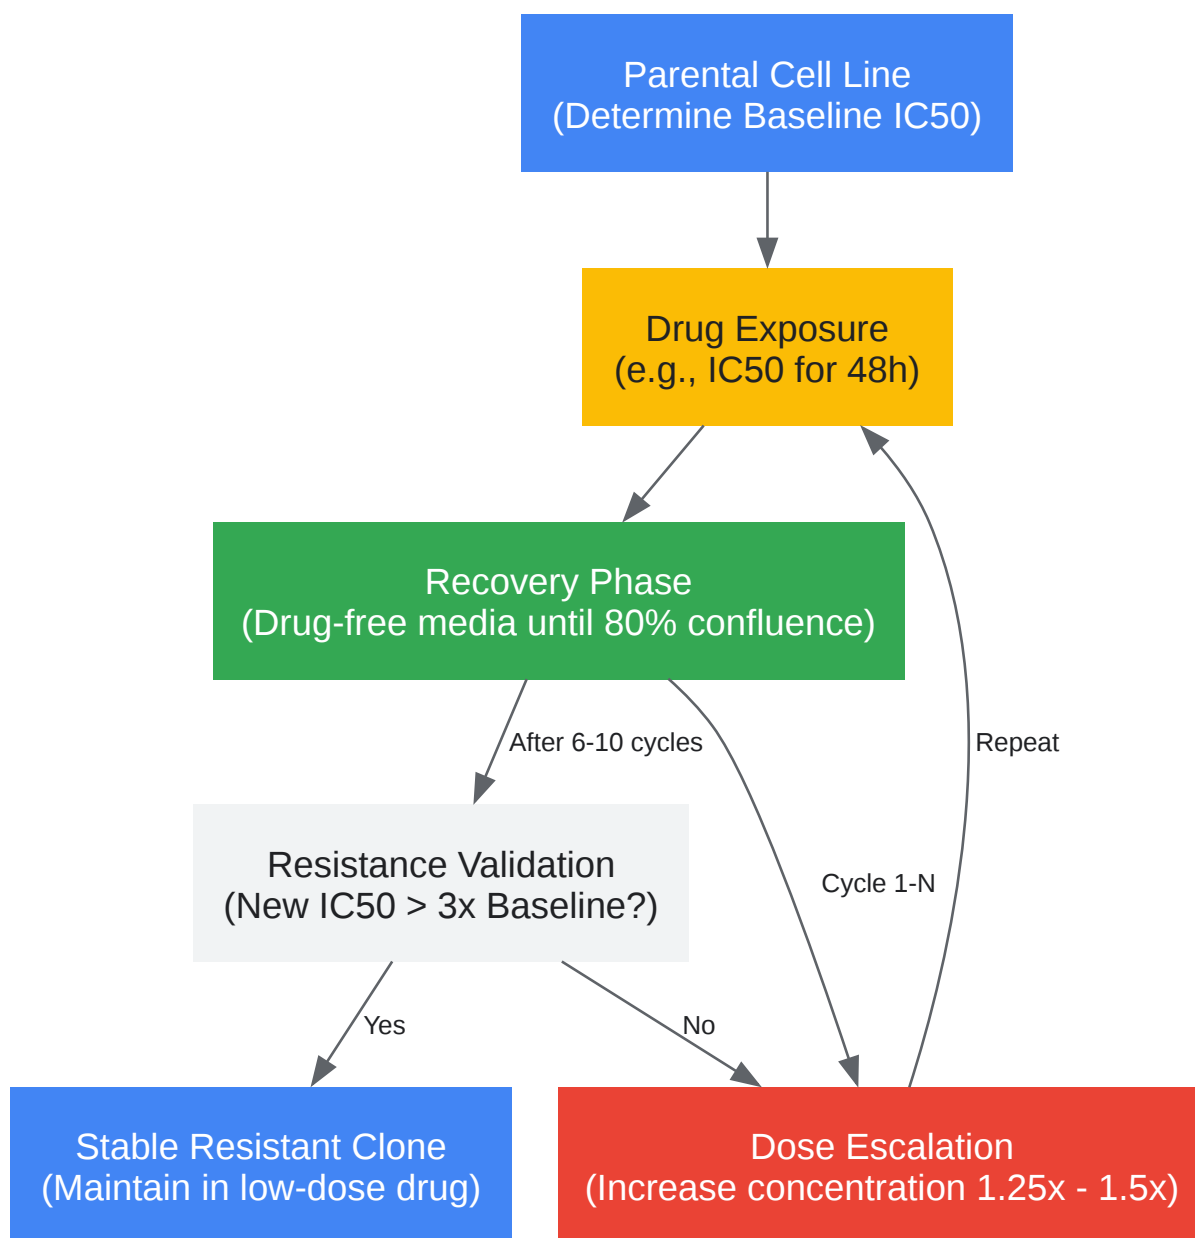 Parental Cell Line
(Determine Baseline IC50)
Drug Exposure
(e.g., IC50 for 48h)
Recovery Phase
(Drug-free media until 80% confluence)
After 6-10 cycles
Repeat
Resistance Validation
(New IC50 > 3x Baseline?)
Cycle 1-N
Yes
No
Stable Resistant Clone
(Maintain in low-dose drug)
Dose Escalation
(Increase concentration 1.25x - 1.5x)